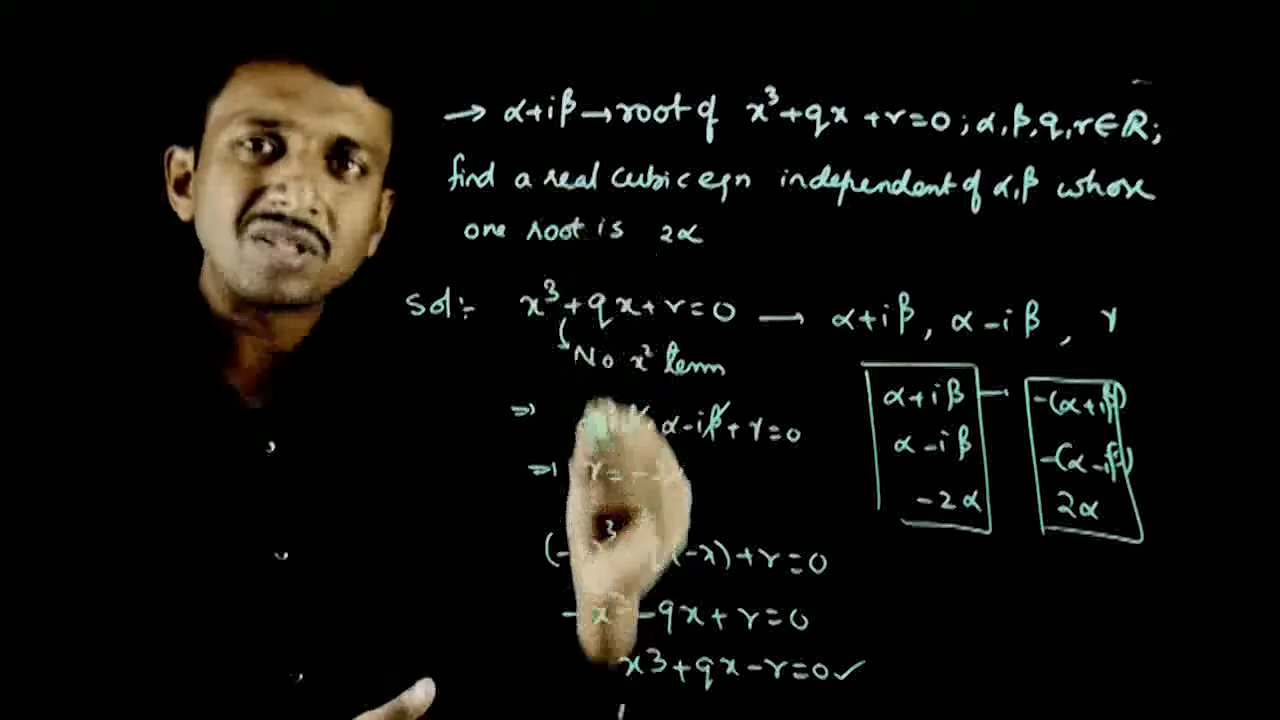 → α+iβ → root of x³+qx+r=0; α,β,q,r∈ℝ;
find a real cubic eqn independent of α,β whose
one root is 2α
Sol:- x³+qx+r=0 → α+iβ, α-iβ, γ
No x² term
α+iβ -(α+iβ)
α-iβ -(α-iβ)
-2α 2α
⇒ α-iβ+γ=0
⇒ γ=-2
(- 3 (-x)+r=0
-x -qx+r=0
x3+qx-r=0✓